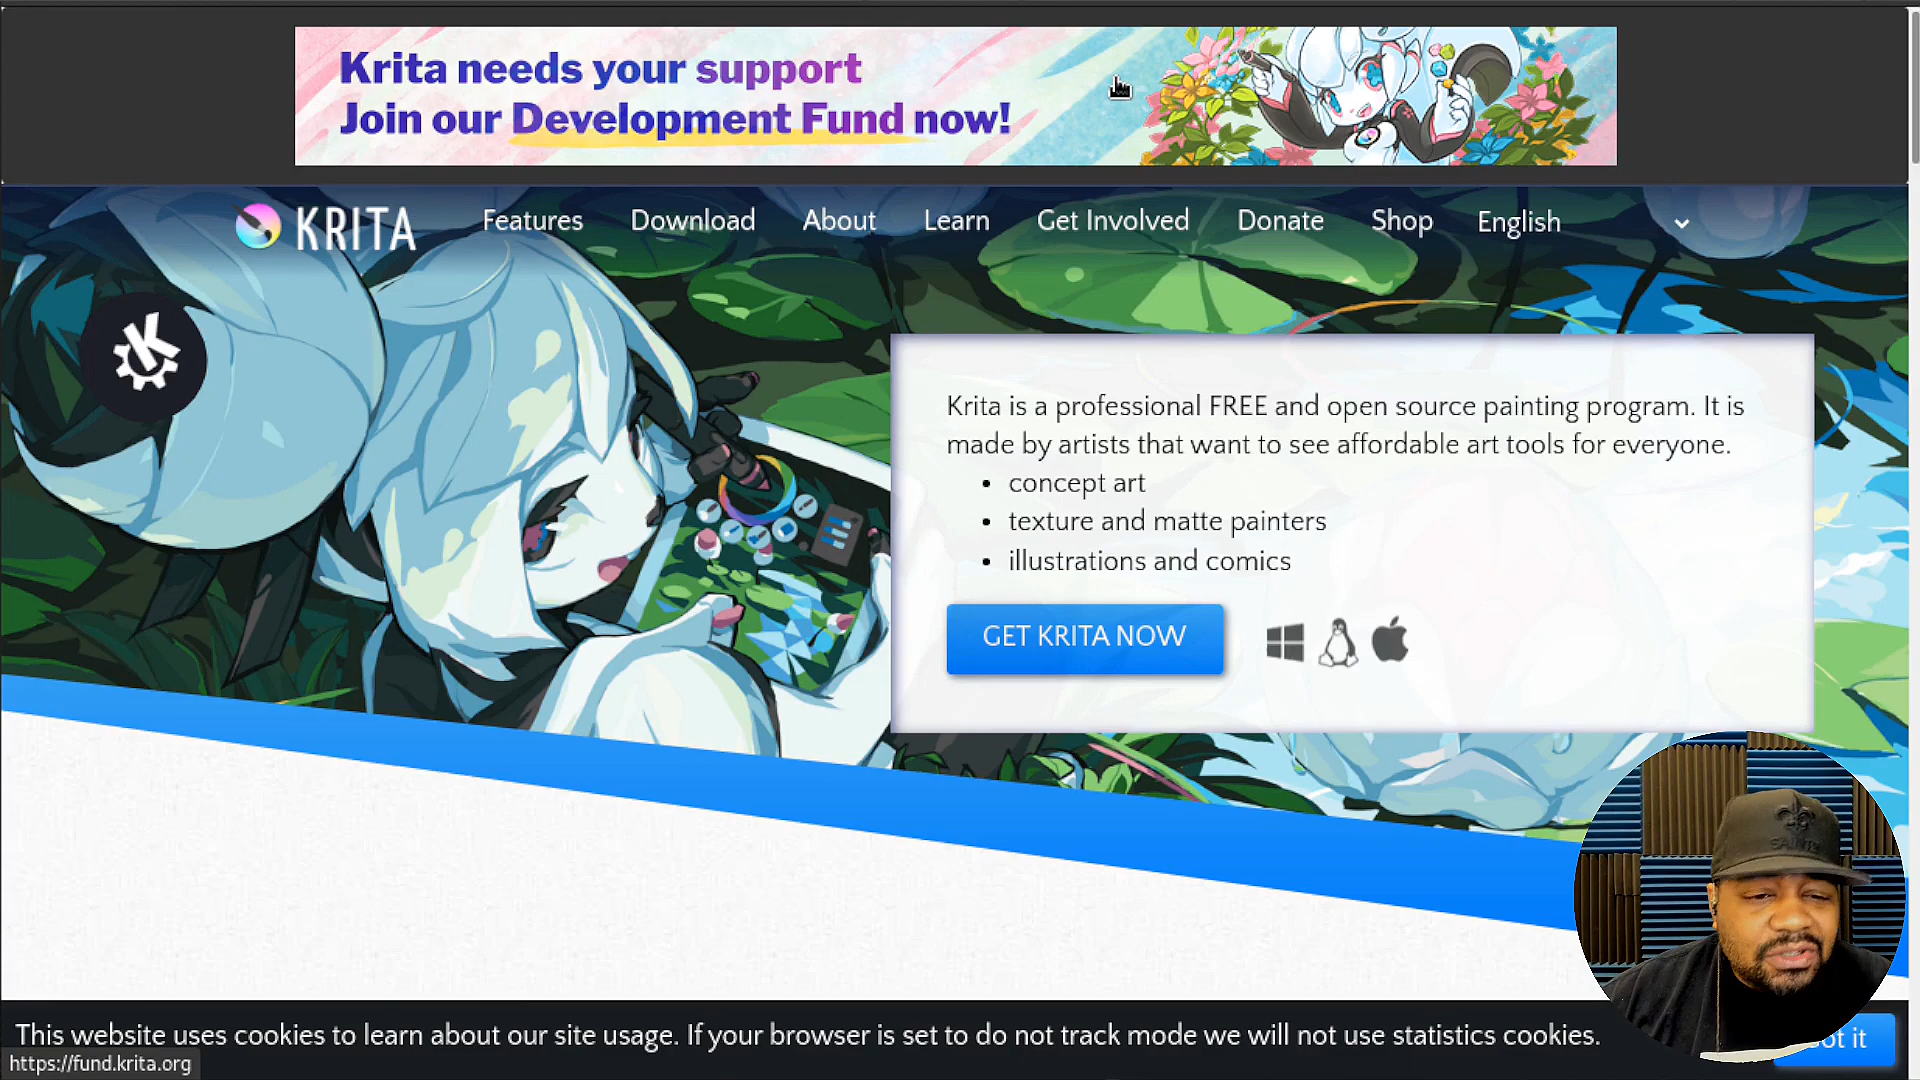 Krita needs your support
Join our Development Fund now!
KRITA
Features
Download
About
Learn
Get Involved
Donate
Shop
English
K
Krita is a professional FREE and open source painting program. It is
made by artists that want to see affordable art tools for everyone.
• concept art
• texture and matte painters
• illustrations and comics
GET KRITA NOW
SAINTS
This website uses cookies to learn about our site usage. If your browser is set to do not track mode we will not use statistics cookies.
ot it
https://fund.krita.org